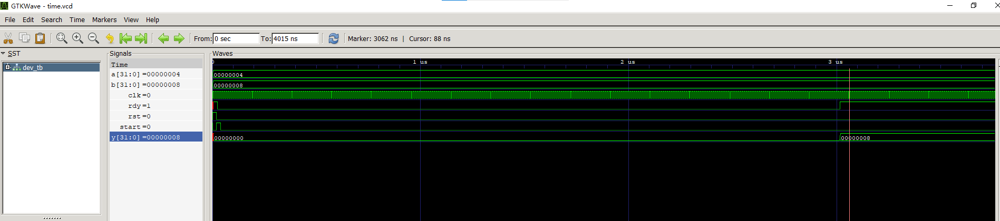 GTKWave - time.vcd
File Edit Search Time Markers View Help
From: 0 sec To: 4015 ns Marker: 3062 ns | Cursor: 88 ns
SST
dev_tb
Signals
Time
a[31:0] =00000004
b[31:0] =00000008
clk=0
rdy=1
rst=0
start=0
y[31:0] =00000008
Waves
0 1 us 2 us 3 us
00000004
00000008
00000000 00000008